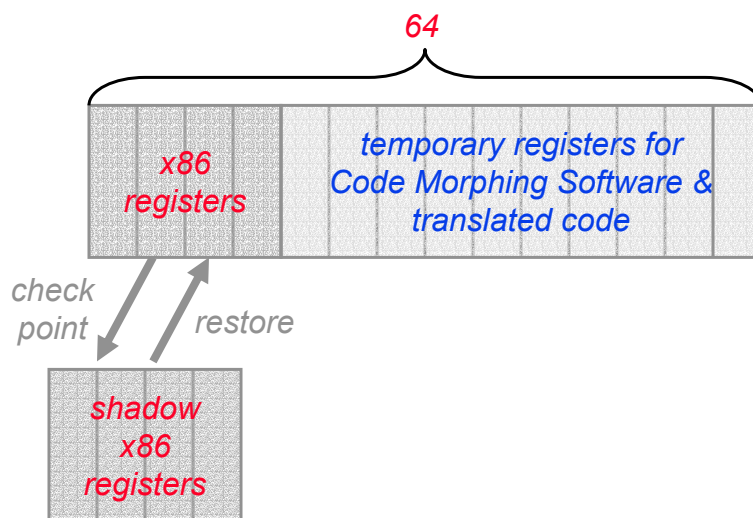 64
x86
registers
temporary registers for
Code Morphing Software &
translated code
check
point
restore
shadow
x86
registers